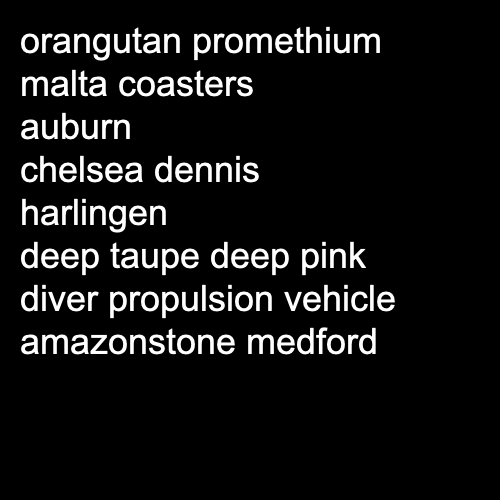 orangutan promethium
malta coasters
auburn
chelsea dennis
harlingen
deep taupe deep pink
diver propulsion vehicle
amazonstone medford